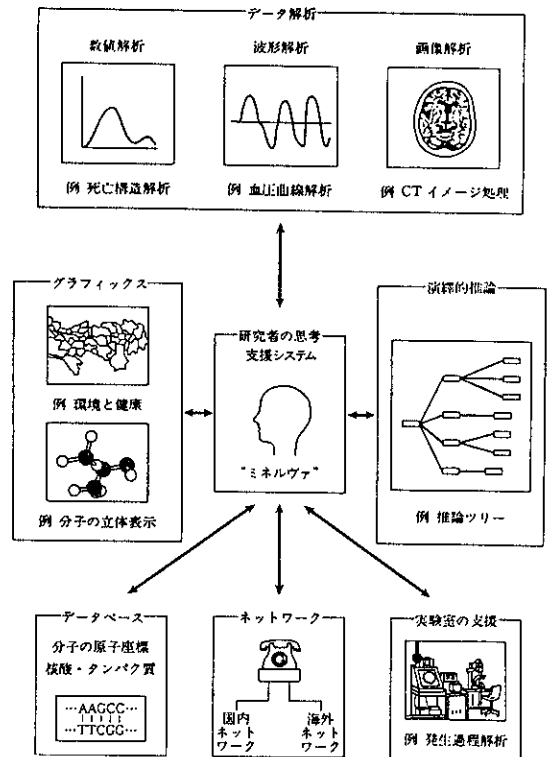 データ解析
数値解析
波形解析
画像解析
例 死亡構造解析
例 血圧曲線解析
例 CT イメージ処理
グラフィックス
例 環境と健康
例 分子の立体表示
研究者の思考
支援システム
"ミネルヴァ"
演繹的推論
例 推論ツリー
データベース
分子の原子座標
核酸・タンパク質
…AAGCC…
…TTCGG…
ネットワーク
国内
ネット
ワーク
海外
ネット
ワーク
実験室の支援
例 発生過程解析